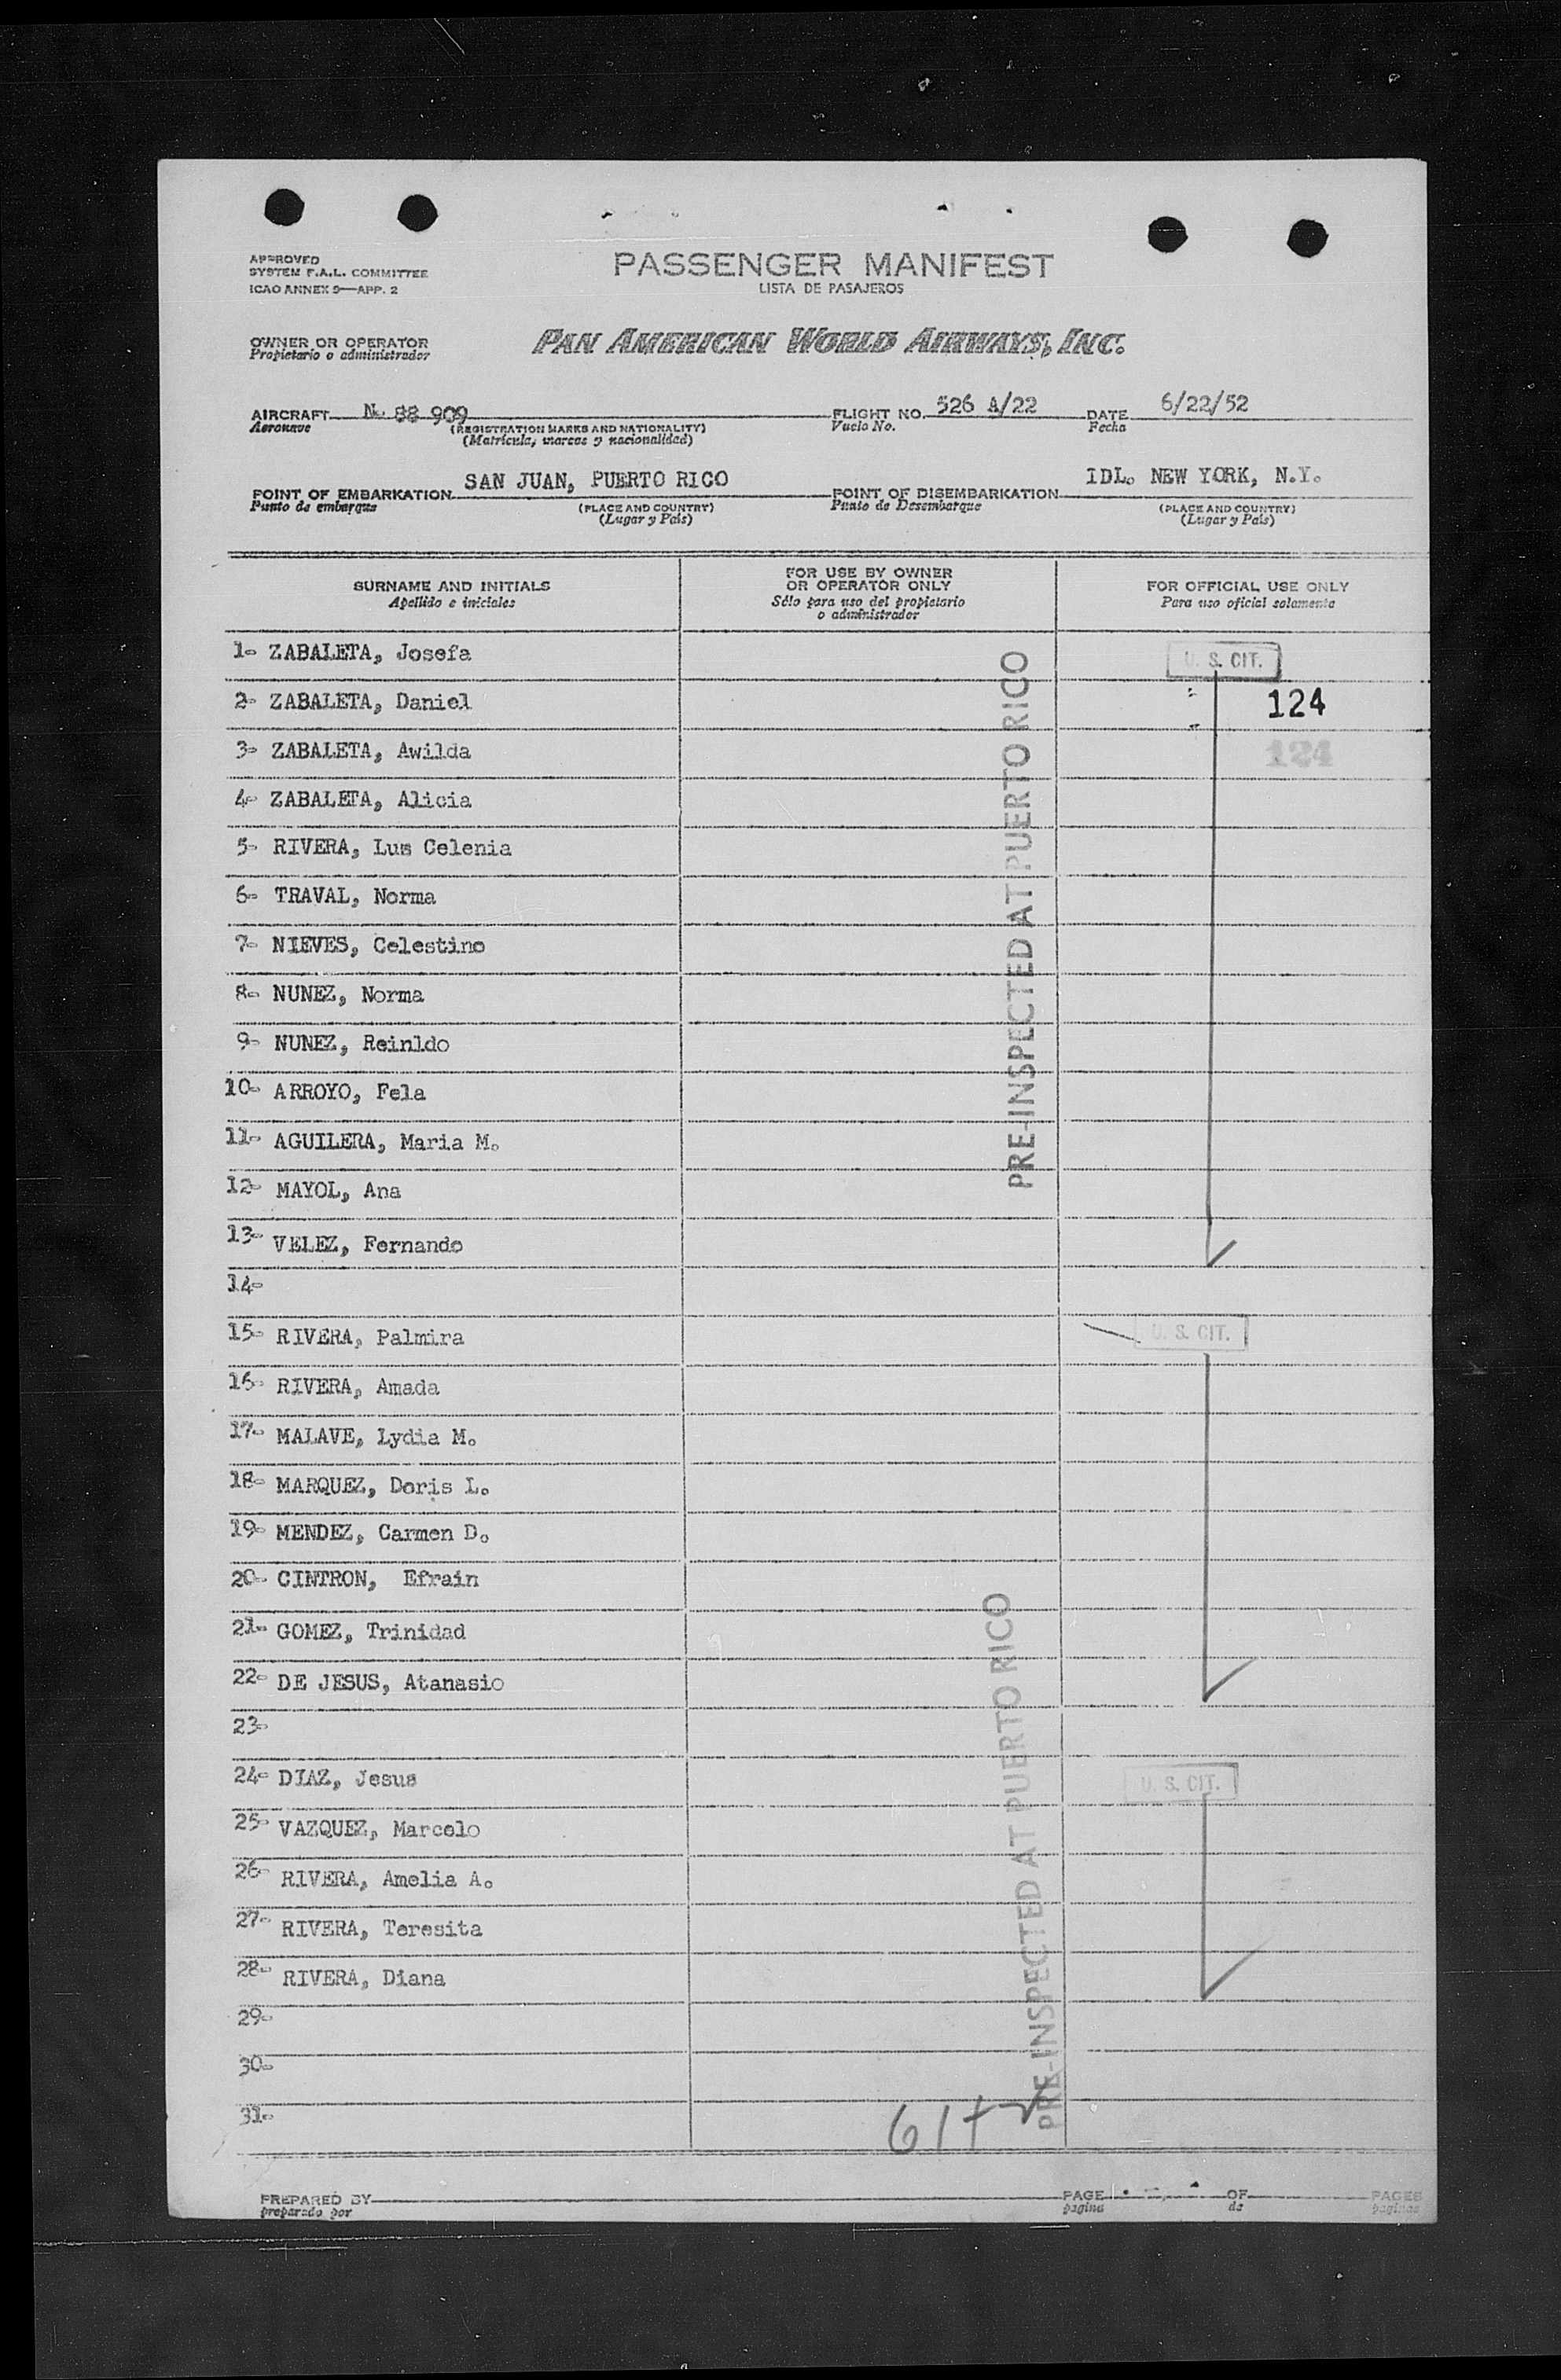 APPROVED
SYSTEM F.A.L. COMMITTEE
ICAO ANNEX 9—APP. 2
PASSENGER MANIFEST
LISTA DE PASAJEROS
OWNER OR OPERATOR
Propietario o administrador
PAN AMERICAN WORLD AIRWAYS, INC.
AIRCRAFT N. 88 909
Aeronave
(REGISTRATION MARKS AND NATIONALITY)
(Matrícula, marcas y nacionalidad)
FLIGHT NO. 526 A/22
Vuelo No.
DATE 6/22/52
Fecha
POINT OF EMBARKATION SAN JUAN, PUERTO RICO
Punto de embarque
(PLACE AND COUNTRY)
(Lugar y País)
POINT OF DISEMBARKATION IDL. NEW YORK, N.Y.
Punto de Desembarque
(PLACE AND COUNTRY)
(Lugar y País)
SURNAME AND INITIALS
Apellido e iniciales
FOR USE BY OWNER
OR OPERATOR ONLY
Sólo para uso del propietario
o administrador
FOR OFFICIAL USE ONLY
Para uso oficial solamente
1- ZABALETA, Josefa
U. S. CIT.
2- ZABALETA, Daniel
124
3- ZABALETA, Awilda
124
4- ZABALETA, Alicia
5- RIVERA, Lus Celenia
6- TRAVAL, Norma
7- NIEVES, Celestino
8- NUNEZ, Norma
9- NUNEZ, Reinldo
10- ARROYO, Fela
11- AGUILERA, Maria M.
12- MAYOL, Ana
13- VELEZ, Fernando
PRE-INSPECTED AT PUERTO RICO
14-
15- RIVERA, Palmira
U. S. CIT.
16- RIVERA, Amada
17- MALAVE, Lydia M.
18- MARQUEZ, Doris L.
19- MENDEZ, Carmen D.
20- CINTRON, Efrain
21- GOMEZ, Trinidad
22- DE JESUS, Atanasio
23-
24- DIAZ, Jesus
U. S. CIT.
25- VAZQUEZ, Marcelo
26- RIVERA, Amelia A.
27- RIVERA, Teresita
28- RIVERA, Diana
29-
30-
31-
PRE-INSPECTED AT PUERTO RICO
PREPARED BY
preparado por
PAGE
página
OF
de
PAGES
páginas